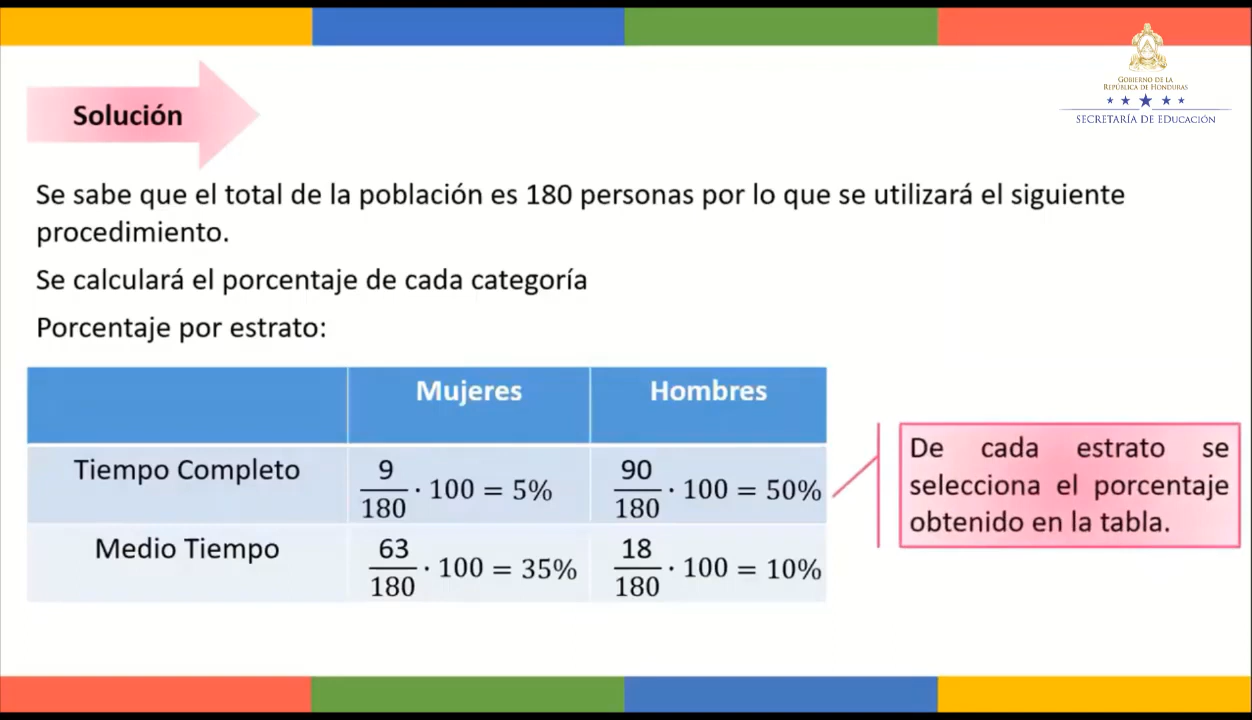 GOBIERNO DE LA
REPÚBLICA DE HONDURAS
SECRETARÍA DE EDUCACIÓN
Solución
Se sabe que el total de la población es 180 personas por lo que se utilizará el siguiente
procedimiento.
Se calculará el porcentaje de cada categoría
Porcentaje por estrato:
Mujeres Hombres
Tiempo Completo 9/180 · 100 = 5% 90/180 · 100 = 50%
Medio Tiempo 63/180 · 100 = 35% 18/180 · 100 = 10%
De cada estrato se
selecciona el porcentaje
obtenido en la tabla.